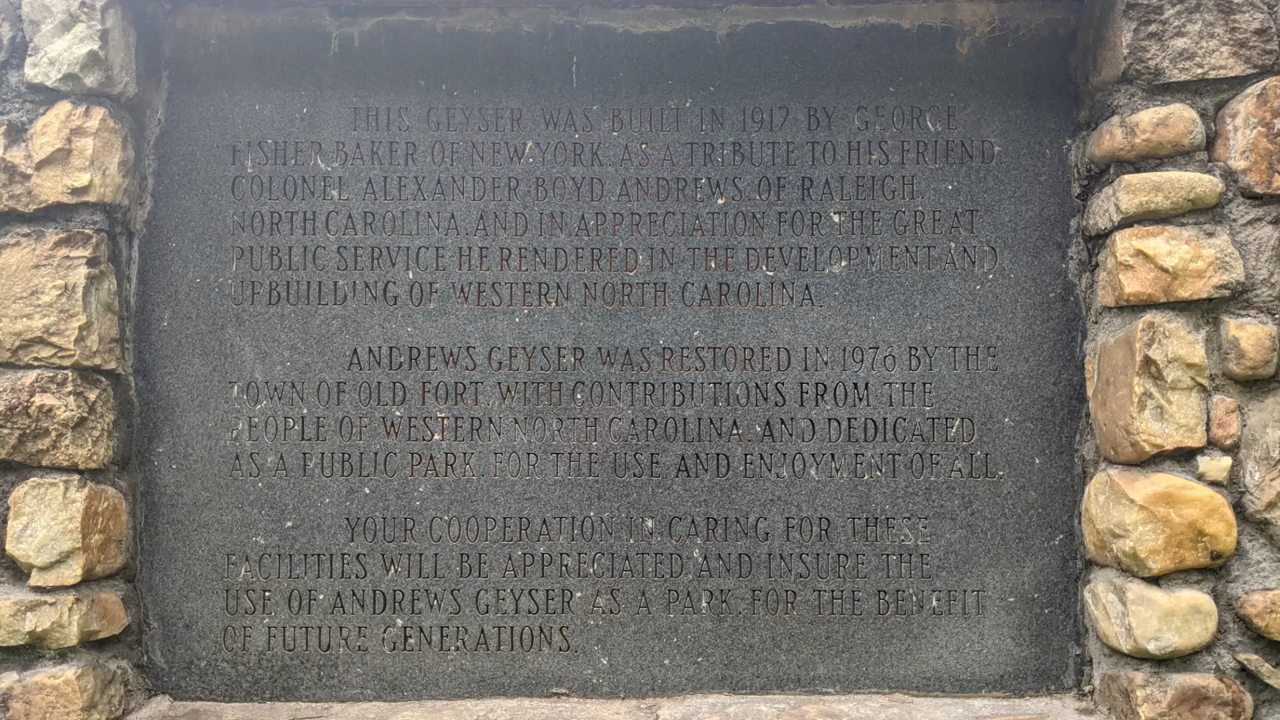 THIS GEYSER WAS BUILT IN 1917 BY GEORGE
FISHER BAKER OF NEW YORK, AS A TRIBUTE TO HIS FRIEND
COLONEL ALEXANDER BOYD ANDREWS, OF RALEIGH,
NORTH CAROLINA, AND IN APPRECIATION FOR THE GREAT
PUBLIC SERVICE HE RENDERED IN THE DEVELOPMENT AND
UPBUILDING OF WESTERN NORTH CAROLINA.
ANDREWS GEYSER WAS RESTORED IN 1976 BY THE
TOWN OF OLD FORT, WITH CONTRIBUTIONS FROM THE
PEOPLE OF WESTERN NORTH CAROLINA, AND DEDICATED
AS A PUBLIC PARK, FOR THE USE AND ENJOYMENT OF ALL.
YOUR COOPERATION IN CARING FOR THESE
FACILITIES WILL BE APPRECIATED, AND INSURE THE
USE OF ANDREWS GEYSER AS A PARK, FOR THE BENEFIT
OF FUTURE GENERATIONS.